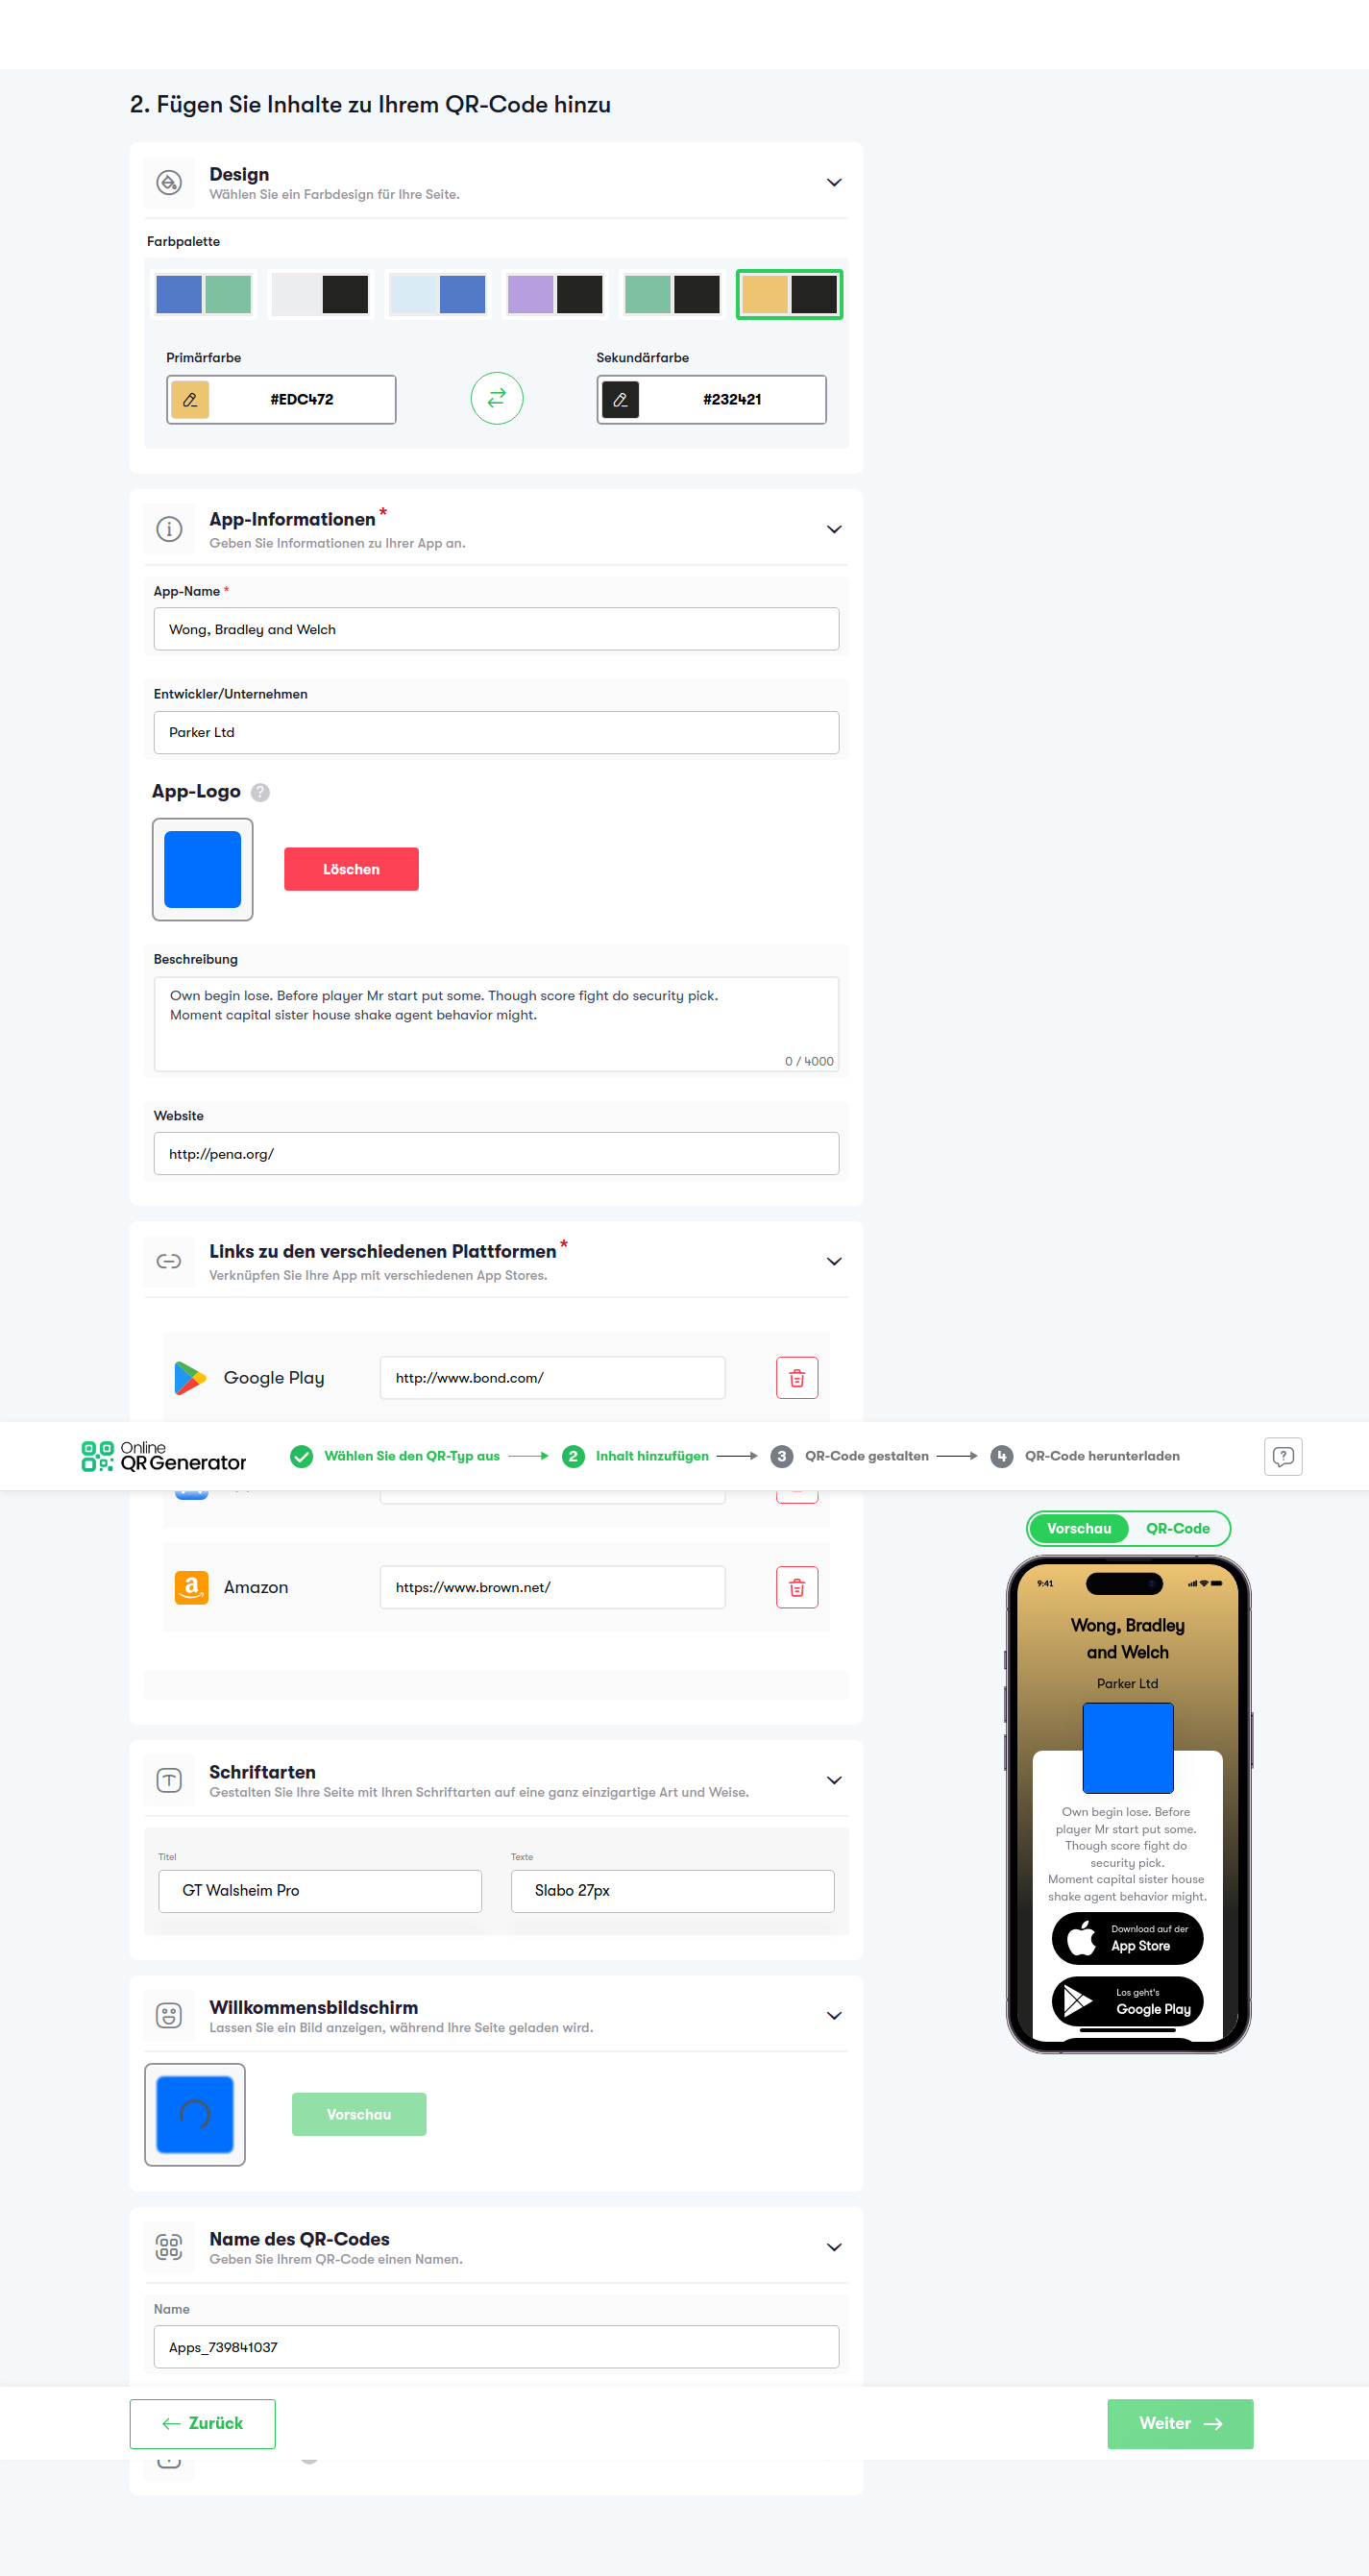 2. Fügen Sie Inhalte zu Ihrem QR-Code hinzu
Design
Wählen Sie ein Farbdesign für Ihre Seite.
Farbpalette
Primärfarbe
Sekundärfarbe
#EDC472
#232421
App-Informationen *
Geben Sie Informationen zu Ihrer App an.
App-Name *
Wong, Bradley and Welch
Entwickler/Unternehmen
Parker Ltd
App-Logo ?
Löschen
Beschreibung
Own begin lose. Before player Mr start put some. Though score fight do security pick.
Moment capital sister house shake agent behavior might.
0 / 4000
Website
http://pena.org/
Links zu den verschiedenen Plattformen *
Verknüpfen Sie Ihre App mit verschiedenen App Stores.
Google Play
http://www.bond.com/
Online
QR Generator
Wählen Sie den QR-Typ aus
2 Inhalt hinzufügen
3 QR-Code gestalten
4 QR-Code herunterladen
?
Amazon
https://www.brown.net/
Schriftarten
Gestalten Sie Ihre Seite mit Ihren Schriftarten auf eine ganz einzigartige Art und Weise.
Titel
GT Walsheim Pro
Texte
Slabo 27px
Willkommensbildschirm
Lassen Sie ein Bild anzeigen, während Ihre Seite geladen wird.
Vorschau
Name des QR-Codes
Geben Sie Ihrem QR-Code einen Namen.
Name
Apps_739841037
Vorschau
QR-Code
9:41
Wong, Bradley
and Welch
Parker Ltd
Own begin lose. Before
player Mr start put some.
Though score fight do
security pick.
Moment capital sister house
shake agent behavior might.
Download auf der
App Store
Los geht's
Google Play
Zurück
Weiter